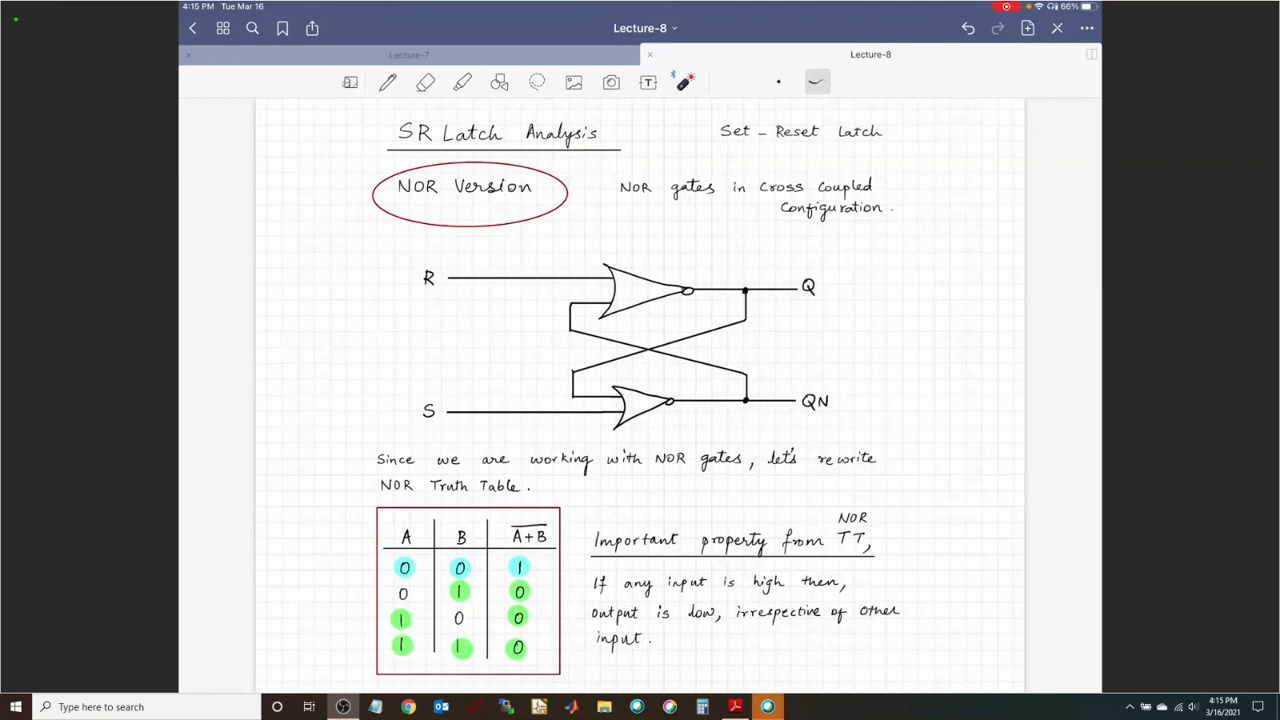 4:15 PM Tue Mar 16
66%
Lecture-8
Lecture-7
Lecture-8
SR Latch Analysis
Set - Reset Latch
NOR Version
NOR gates in Cross Coupled
Configuration.
R
Q
S
QN
Since we are working with NOR gates, let's rewrite
NOR Truth Table.
A B A+B
0 0 1
0 1 0
1 0 0
1 1 0
NOR
Important property from TT,
If any input is high then,
output is low, irrespective of other
input.
Type here to search
4:15 PM
3/16/2021